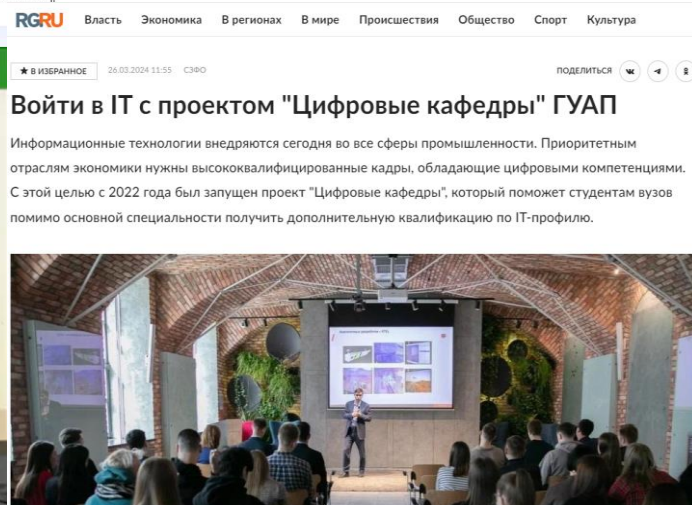 RGRU Власть Экономика В регионах В мире Происшествия Общество Спорт Культура
★ В ИЗБРАННОЕ 26.03.2024 11:55 СЗФО ПОДЕЛИТЬСЯ
Войти в IT с проектом "Цифровые кафедры" ГУАП
Информационные технологии внедряются сегодня во все сферы промышленности. Приоритетным
отраслям экономики нужны высококвалифицированные кадры, обладающие цифровыми компетенциями.
С этой целью с 2022 года был запущен проект "Цифровые кафедры", который поможет студентам вузов
помимо основной специальности получить дополнительную квалификацию по IT-профилю.